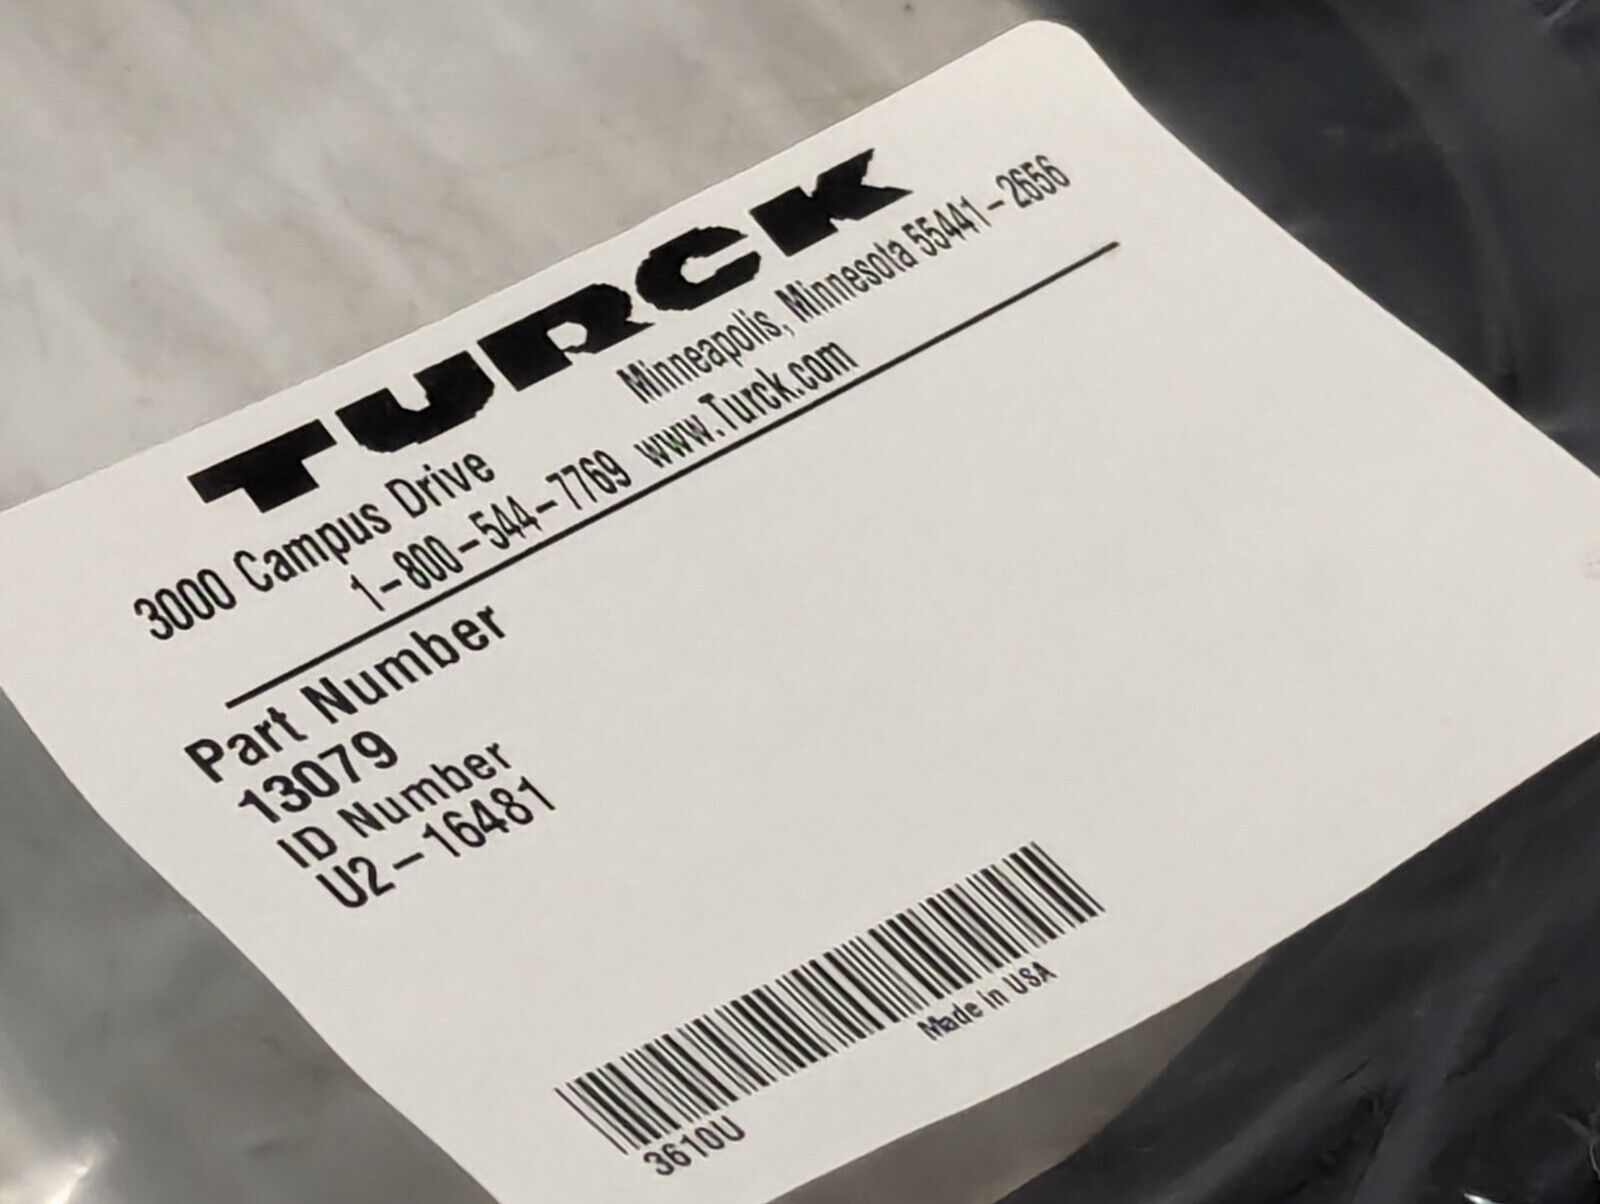 TURCK
3000 Campus Drive Minneapolis, Minnesota 55441-2656
1-800-544-7769 www.Turck.com
Part Number
13079
ID Number
U2-16481
Made in USA
3610U